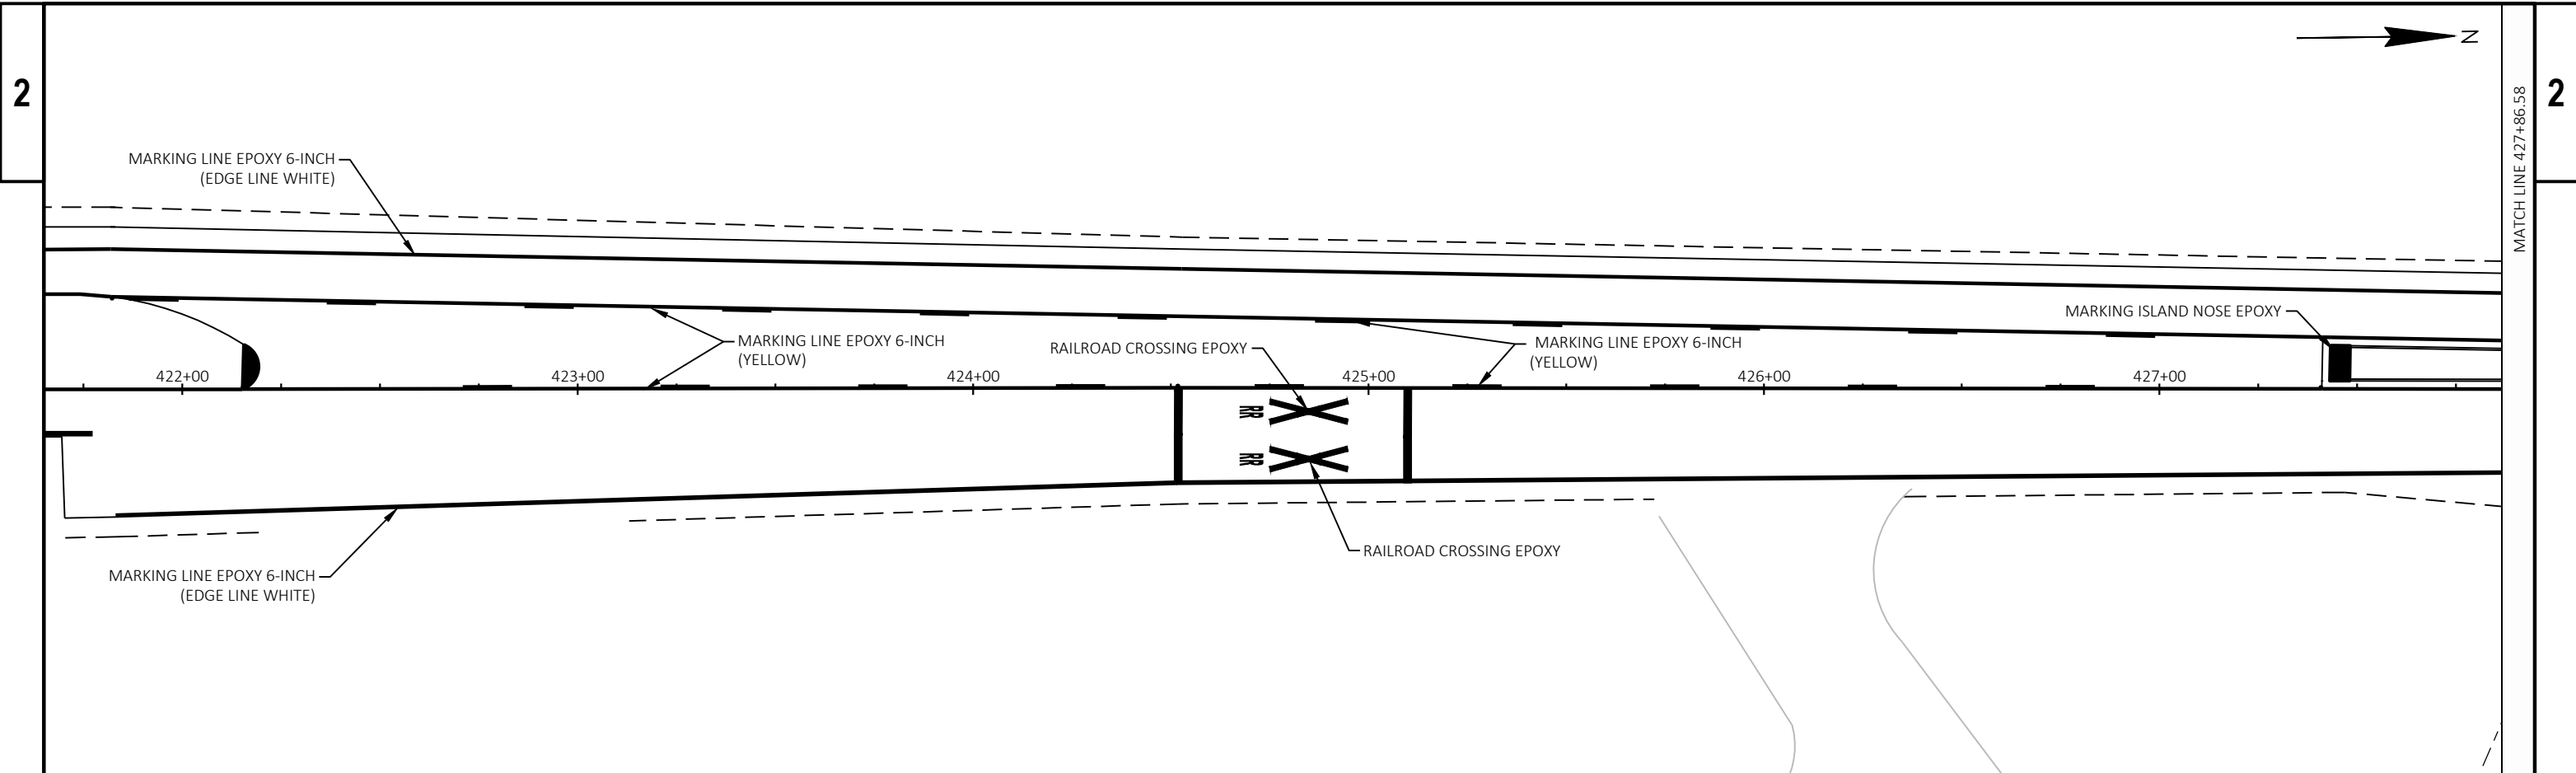 2
N
2
MATCH LINE 427+86.58
MARKING LINE EPOXY 6-INCH
(EDGE LINE WHITE)
MARKING ISLAND NOSE EPOXY
MARKING LINE EPOXY 6-INCH
(YELLOW)
RAILROAD CROSSING EPOXY
MARKING LINE EPOXY 6-INCH
(YELLOW)
422+00
423+00
424+00
425+00
426+00
427+00
RR
RR
RAILROAD CROSSING EPOXY
MARKING LINE EPOXY 6-INCH
(EDGE LINE WHITE)